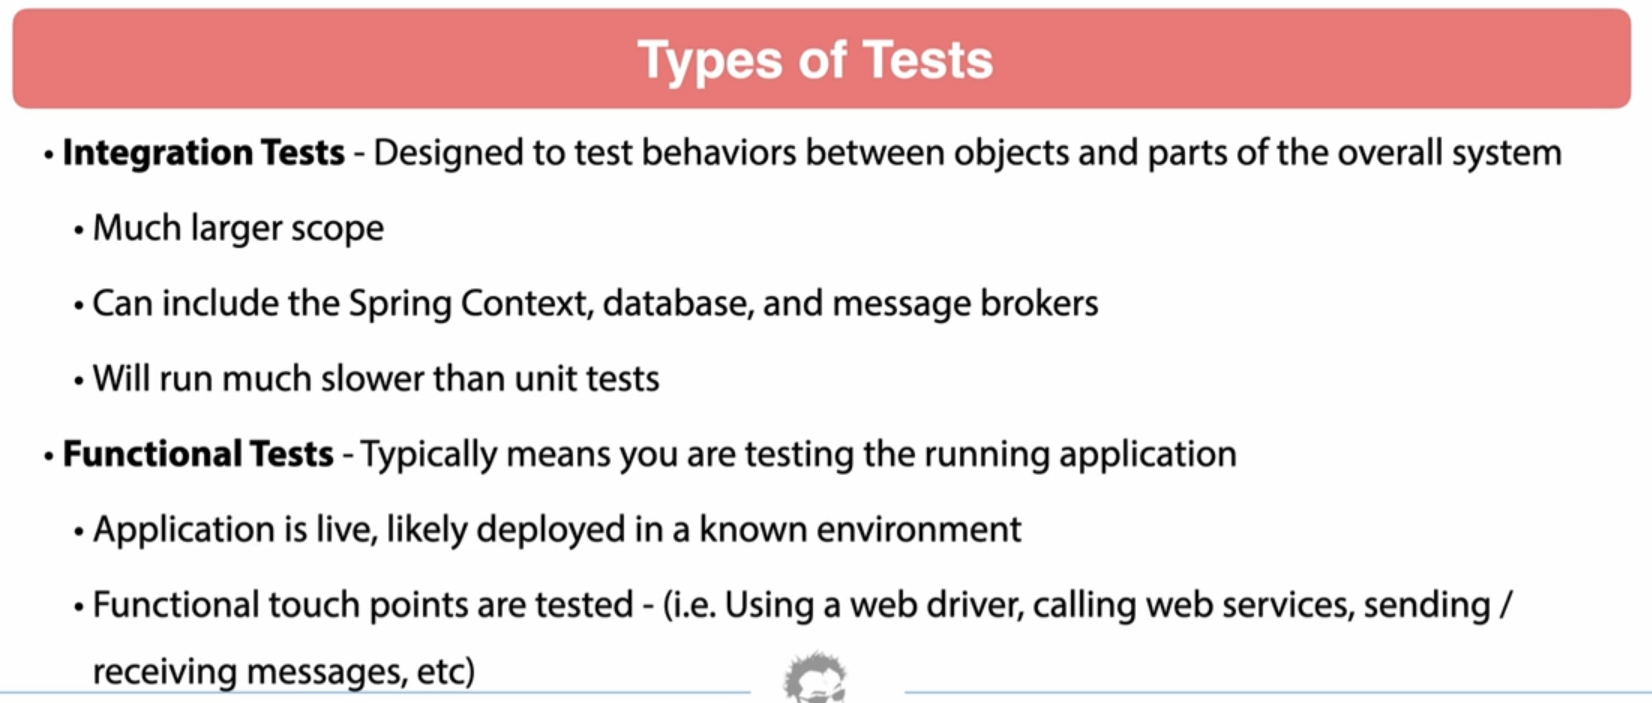 Types of Tests
• Integration Tests - Designed to test behaviors between objects and parts of the overall system
• Much larger scope
• Can include the Spring Context, database, and message brokers
• Will run much slower than unit tests
• Functional Tests - Typically means you are testing the running application
• Application is live, likely deployed in a known environment
• Functional touch points are tested - (i.e. Using a web driver, calling web services, sending /
receiving messages, etc)